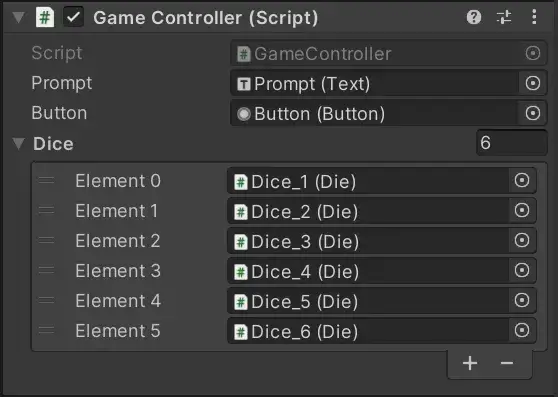 Game Controller (Script)
Script GameController
Prompt Prompt (Text)
Button Button (Button)
Dice 6
Element 0 Dice_1 (Die)
Element 1 Dice_2 (Die)
Element 2 Dice_3 (Die)
Element 3 Dice_4 (Die)
Element 4 Dice_5 (Die)
Element 5 Dice_6 (Die)